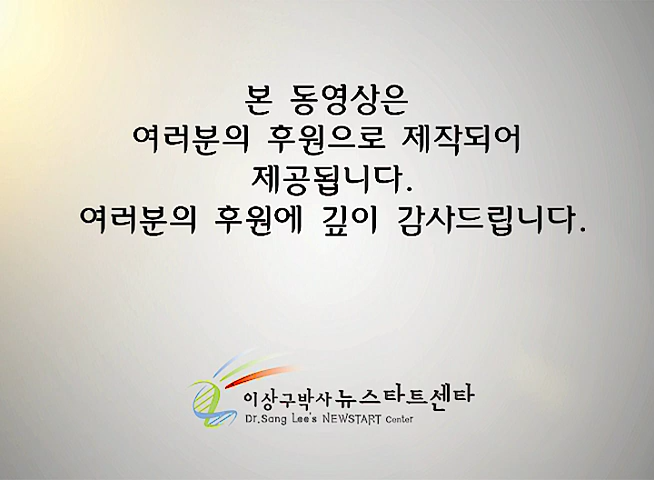 본 동영상은
여러분의 후원으로 제작되어
제공됩니다.
여러분의 후원에 깊이 감사드립니다.
이상구박사 뉴스타트센타
Dr.Sang Lee's NEWSTART Center